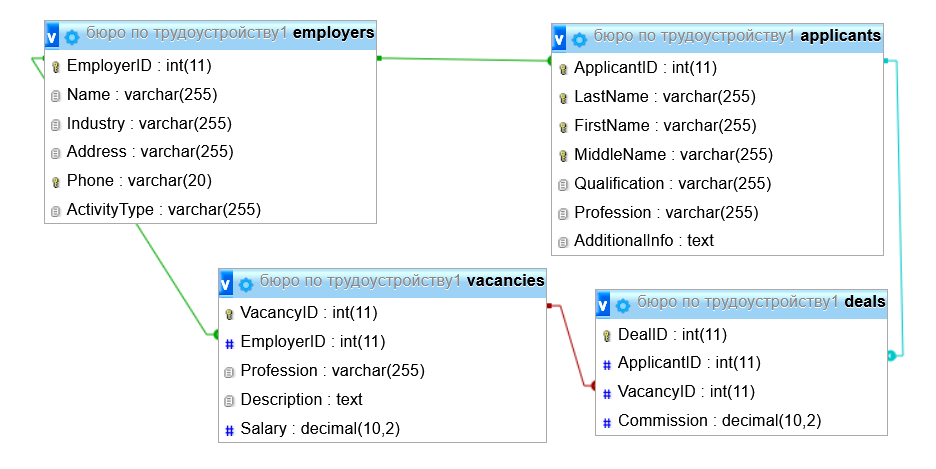 v бюро по трудоустройству1 employers
EmployerID : int(11)
Name : varchar(255)
Industry : varchar(255)
Address : varchar(255)
Phone : varchar(20)
ActivityType : varchar(255)
v бюро по трудоустройству1 applicants
ApplicantID : int(11)
LastName : varchar(255)
FirstName : varchar(255)
MiddleName : varchar(255)
Qualification : varchar(255)
Profession : varchar(255)
AdditionalInfo : text
v бюро по трудоустройству1 vacancies
VacancyID : int(11)
# EmployerID : int(11)
Profession : varchar(255)
Description : text
# Salary : decimal(10,2)
v бюро по трудоустройству1 deals
DealID : int(11)
# ApplicantID : int(11)
# VacancyID : int(11)
# Commission : decimal(10,2)